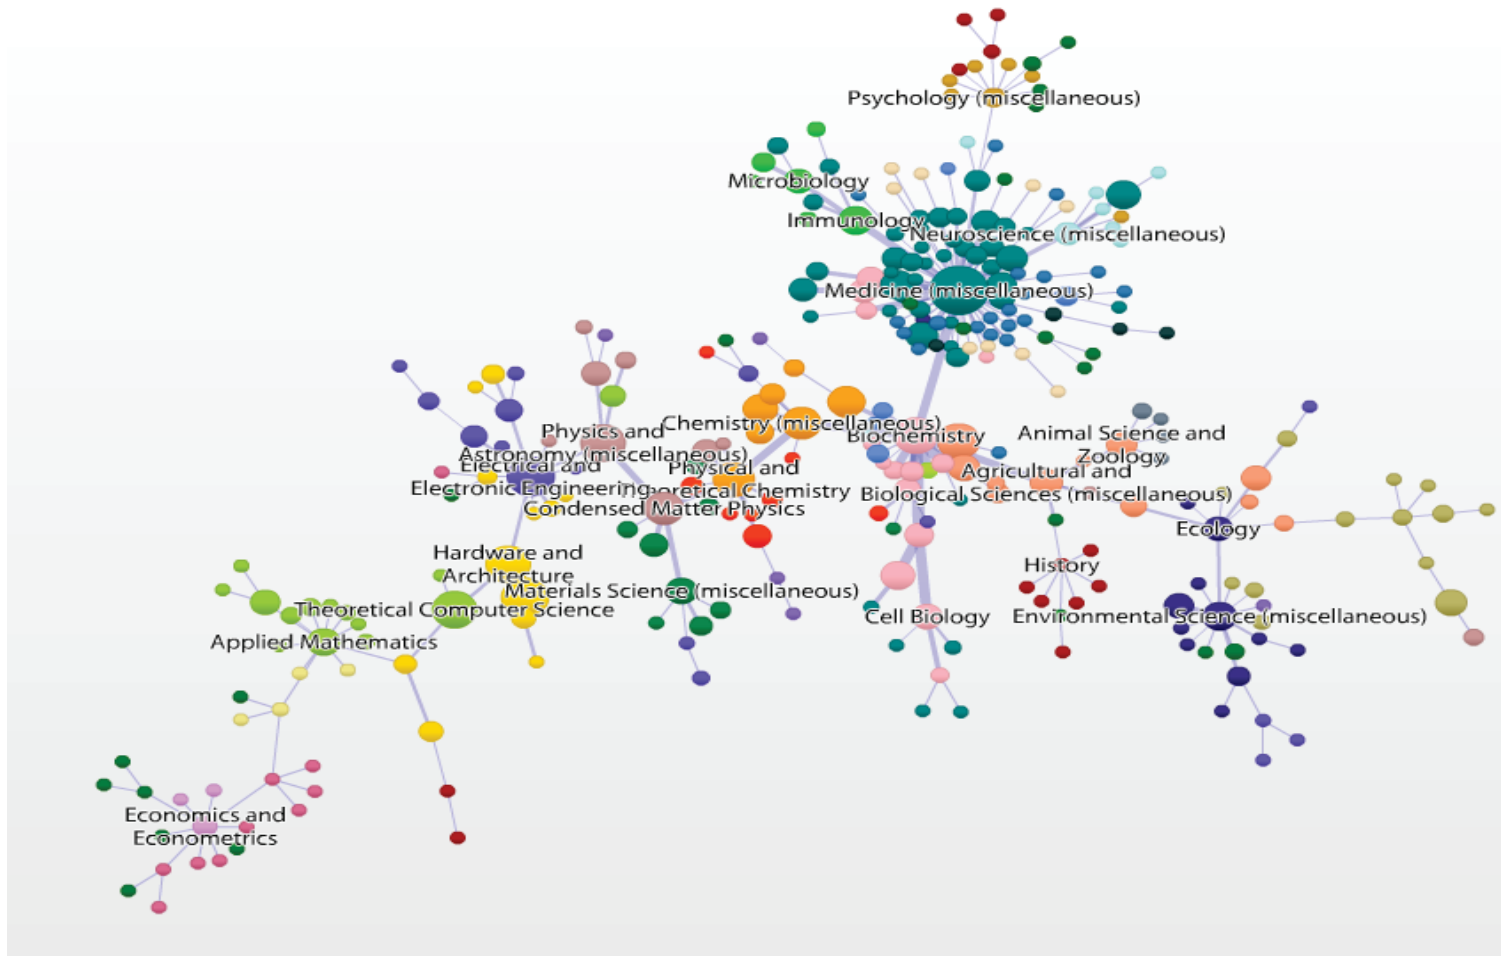 Psychology (miscellaneous)
Microbiology
Immunology
Neuroscience (miscellaneous)
Medicine (miscellaneous)
Chemistry (miscellaneous)
Biochemistry
Physics and
Astronomy (miscellaneous)
Animal Science and
Zoology
Electrical and
Electronic Engineering
Physical and
Theoretical Chemistry
Agricultural and
Biological Sciences (miscellaneous)
Condensed Matter Physics
Ecology
Hardware and
Architecture
History
Materials Science (miscellaneous)
Theoretical Computer Science
Cell Biology
Environmental Science (miscellaneous)
Applied Mathematics
Economics and
Econometrics